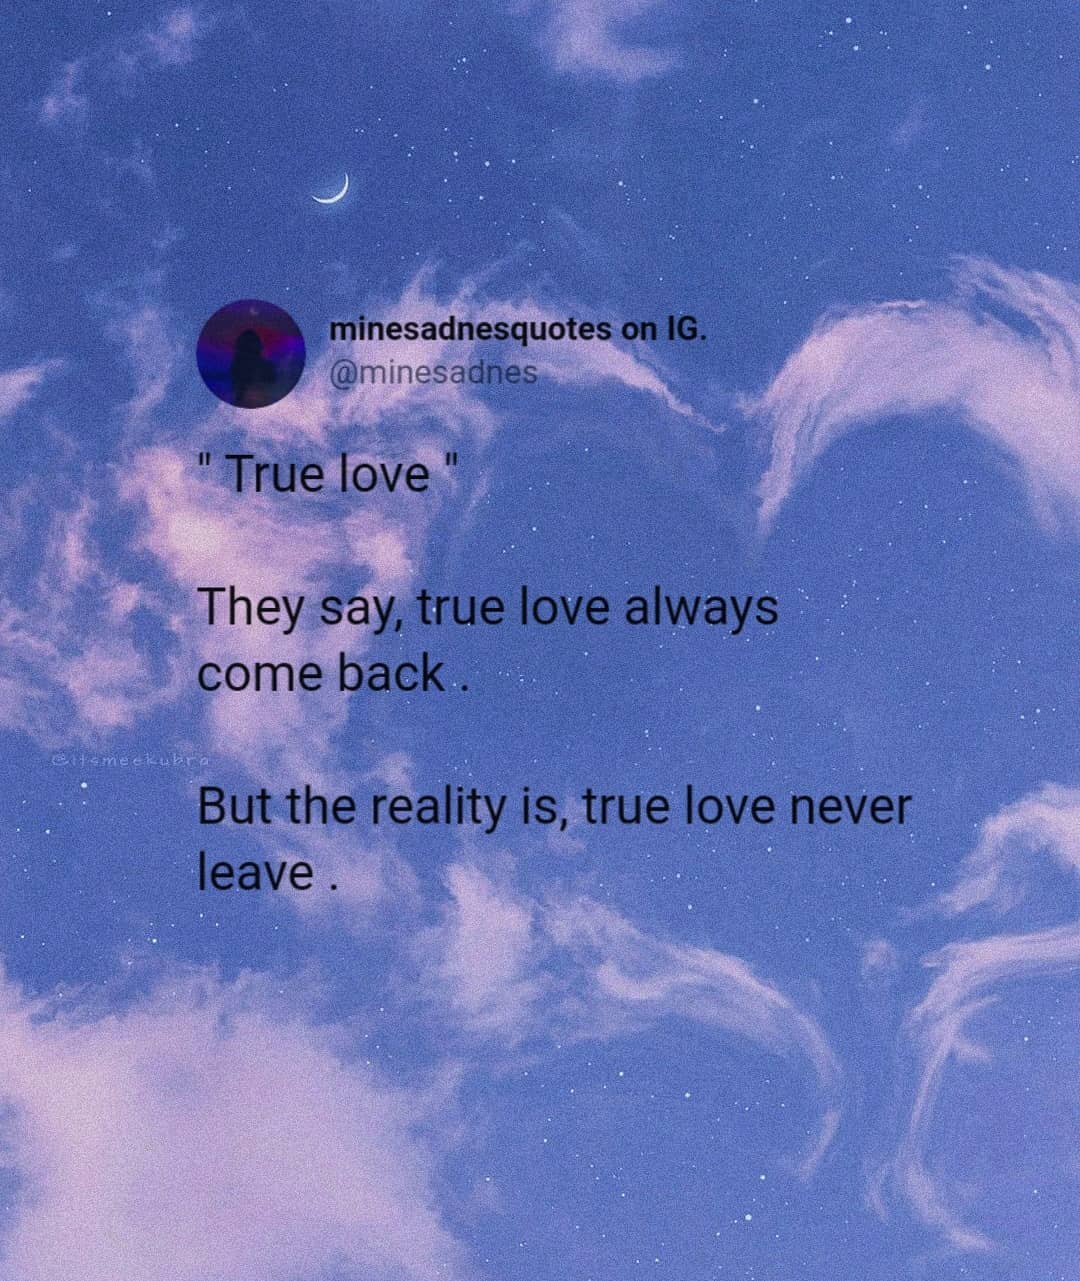 minesadnesquotes on IG.
@minesadnes
" True love "
They say, true love always
come back .
@itsmeekubra
But the reality is, true love never
leave .